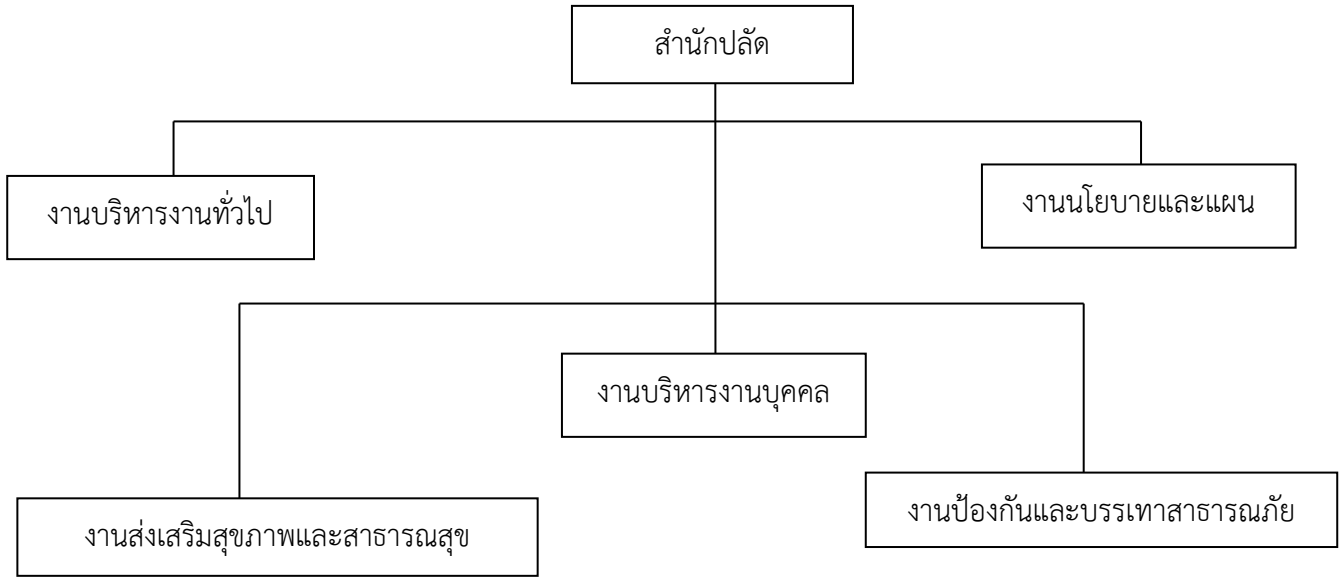 สำนักปลัด
งานบริหารงานทั่วไป
งานนโยบายและแผน
งานบริหารงานบุคคล
งานป้องกันและบรรเทาสาธารณภัย
งานส่งเสริมสุขภาพและสาธารณสุข